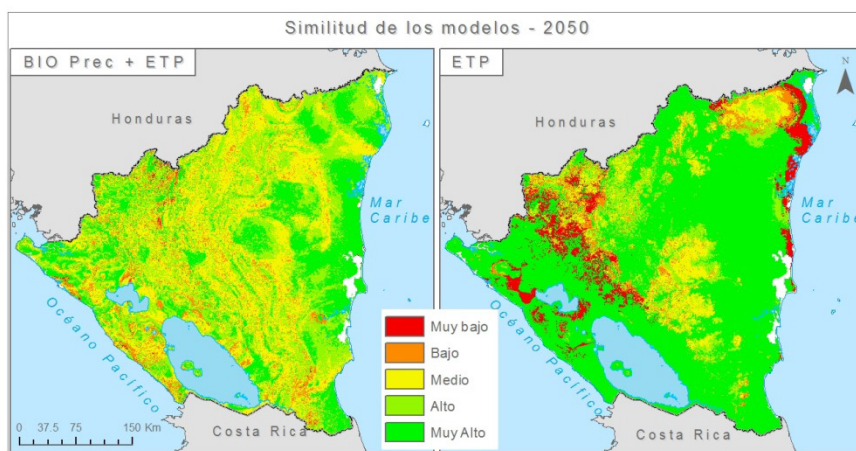 Similitud de los modelos - 2050
BIO Prec + ETP
Honduras
Mar
Caribe
Océano Pacífico
Costa Rica
0 37.5 75 150 Km
ETP
N
Honduras
Mar
Caribe
Océano Pacífico
Costa Rica
Muy bajo
Bajo
Medio
Alto
Muy Alto